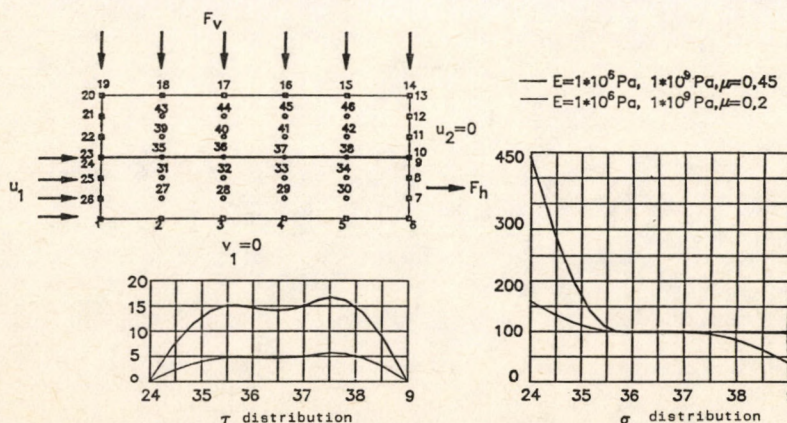 F_v
19 18 17 16 15 14
20 13
43 44 45 46
21 12
39 40 41 42
22 11 u_2=0
35 36 37 38
23 10
24 9
31 32 33 34
u_1 25 8 F_h
27 28 29 30
26 7
1 2 3 4 5 6
v_1=0
E=1*10^6 Pa, 1*10^9 Pa, μ=0,45
E=1*10^6 Pa, 1*10^9 Pa, μ=0,2
20
15
10
5
0
24 35 36 37 38 9
τ distribution
450
300
200
100
0
24 35 36 37 38
σ distribution